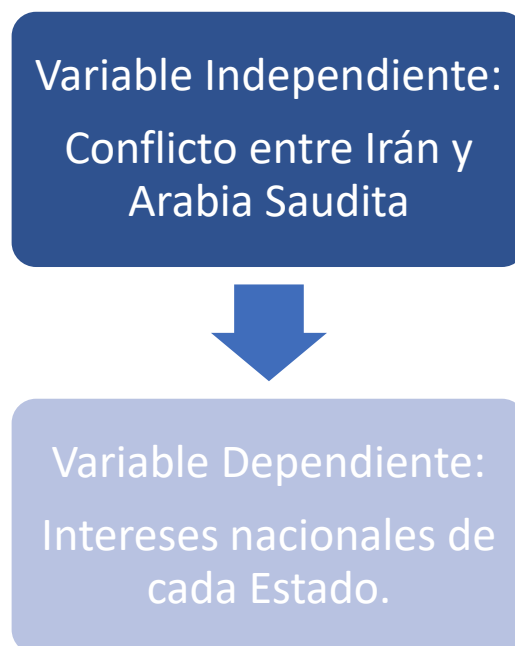 Variable Independiente:
Conflicto entre Irán y
Arabia Saudita
Variable Dependiente:
Intereses nacionales de
cada Estado.